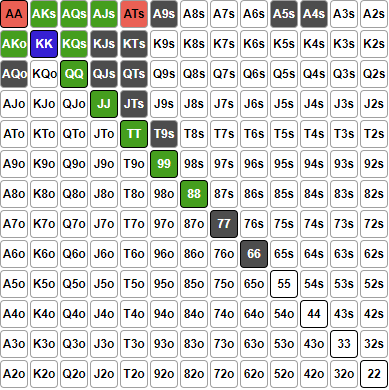 AA AKs AQs AJs ATs A9s A8s A7s A6s A5s A4s A3s A2s
AKo KK KQs KJs KTs K9s K8s K7s K6s K5s K4s K3s K2s
AQo KQo QQ QJs QTs Q9s Q8s Q7s Q6s Q5s Q4s Q3s Q2s
AJo KJo QJo JJ JTs J9s J8s J7s J6s J5s J4s J3s J2s
ATo KTo QTo JTo TT T9s T8s T7s T6s T5s T4s T3s T2s
A9o K9o Q9o J9o T9o 99 98s 97s 96s 95s 94s 93s 92s
A8o K8o Q8o J8o T8o 98o 88 87s 86s 85s 84s 83s 82s
A7o K7o Q7o J7o T7o 97o 87o 77 76s 75s 74s 73s 72s
A6o K6o Q6o J6o T6o 96o 86o 76o 66 65s 64s 63s 62s
A5o K5o Q5o J5o T5o 95o 85o 75o 65o 55 54s 53s 52s
A4o K4o Q4o J4o T4o 94o 84o 74o 64o 54o 44 43s 42s
A3o K3o Q3o J3o T3o 93o 83o 73o 63o 53o 43o 33 32s
A2o K2o Q2o J2o T2o 92o 82o 72o 62o 52o 42o 32o 22